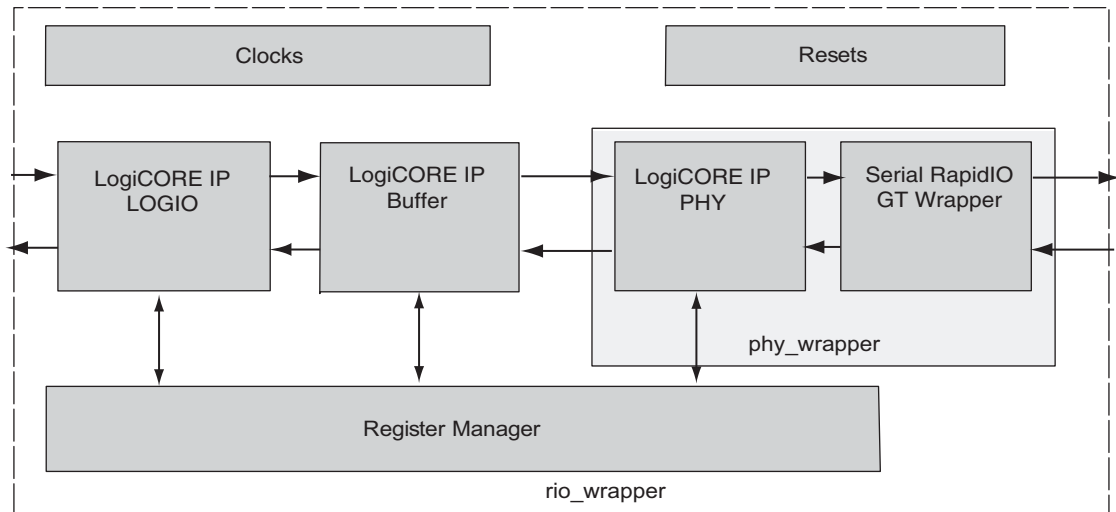 Clocks
Resets
LogiCORE IP
LOGIO
LogiCORE IP
Buffer
LogiCORE IP
PHY
Serial RapidIO
GT Wrapper
phy_wrapper
Register Manager
rio_wrapper